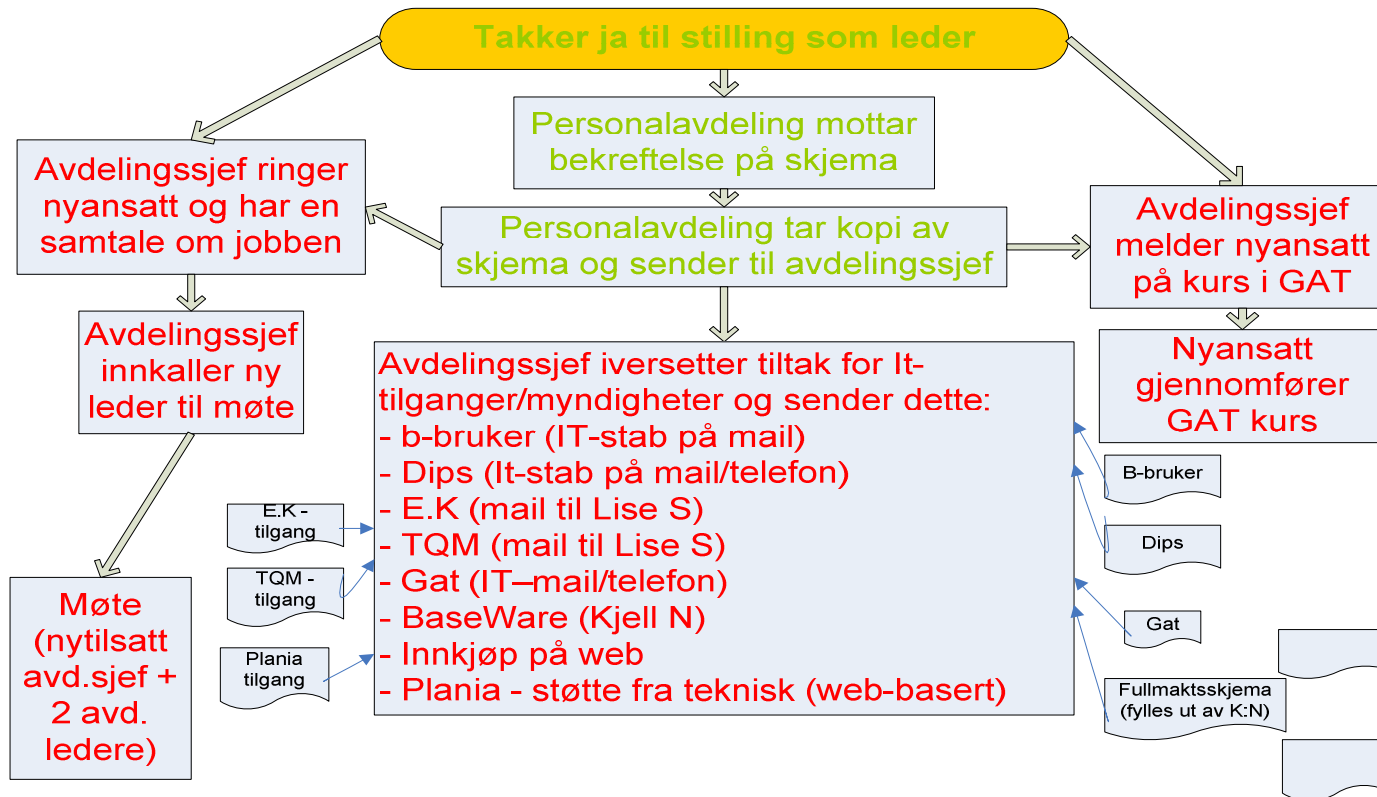 Takker ja til stilling som leder
Personalavdeling mottar
bekreftelse på skjema
Avdelingssjef ringer
nyansatt og har en
samtale om jobben
Personalavdeling tar kopi av
skjema og sender til avdelingssjef
Avdelingssjef
melder nyansatt
på kurs i GAT
Avdelingssjef
innkaller ny
leder til møte
Nyansatt
gjennomfører
GAT kurs
Avdelingssjef iversetter tiltak for It-
tilganger/myndigheter og sender dette:
- b-bruker (IT-stab på mail)
- Dips (It-stab på mail/telefon)
- E.K (mail til Lise S)
- TQM (mail til Lise S)
- Gat (IT–mail/telefon)
- BaseWare (Kjell N)
- Innkjøp på web
- Plania - støtte fra teknisk (web-basert)
E.K -
tilgang
TQM -
tilgang
Plania
tilgang
B-bruker
Dips
Gat
Fullmaktsskjema
(fylles ut av K:N)
Møte
(nytilsatt
avd.sjef +
2 avd.
ledere)